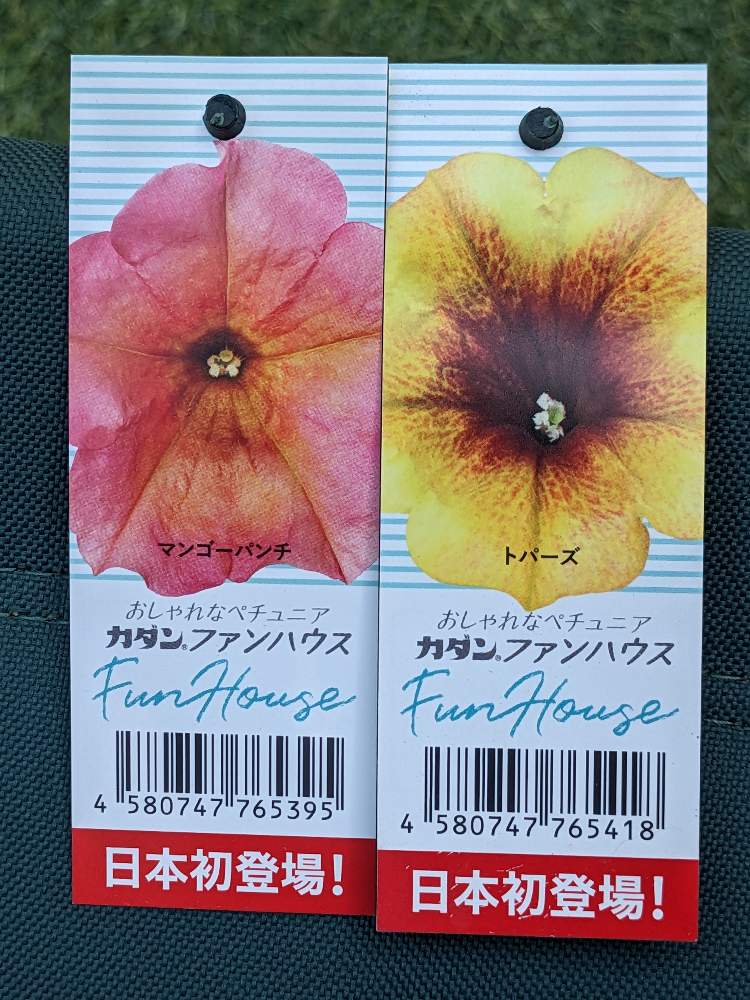 マンゴーパンチ
おしゃれなペチュニア
カダン®ファンハウス
FunHouse
4 580747 765395
日本初登場!
トパーズ
おしゃれなペチュニア
カダン®ファンハウス
FunHouse
4 580747 765418
日本初登場!